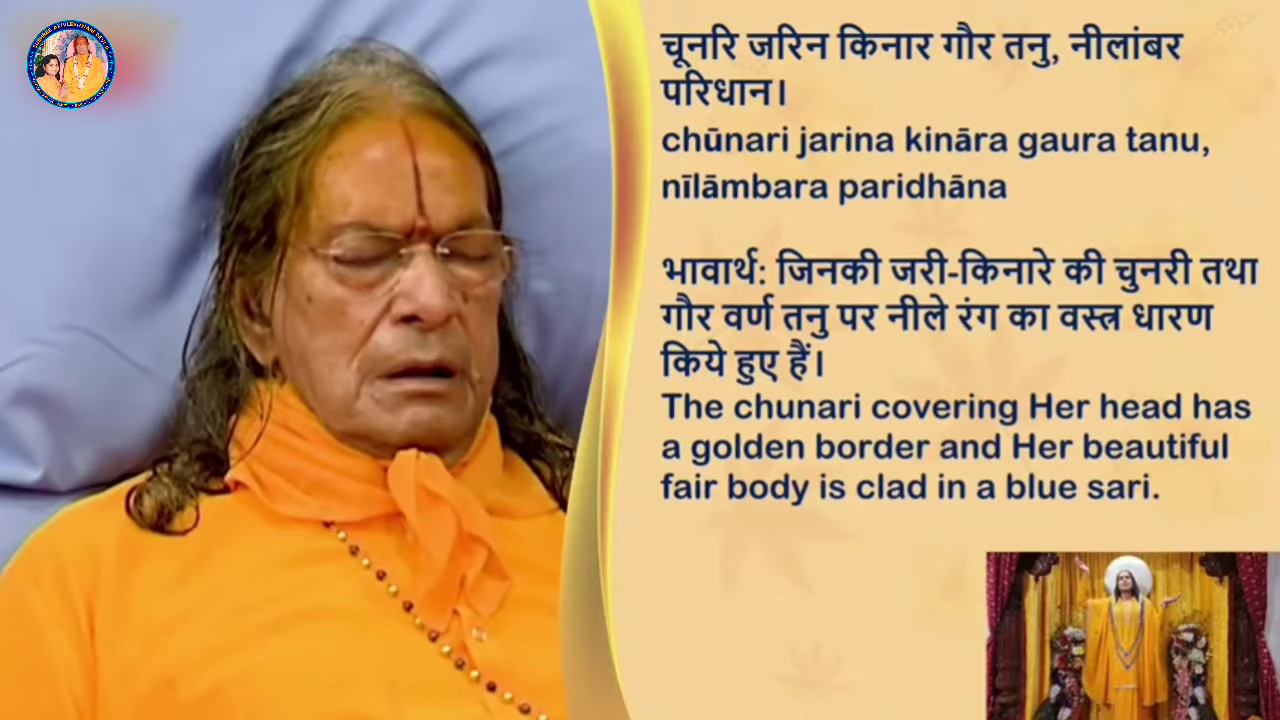 चूनरि जरिन किनार गौर तनु, नीलांबर
परिधान।
chūnari jarina kināra gaura tanu,
nīlāmbara paridhāna
भावार्थ: जिनकी जरी-किनारे की चुनरी तथा
गौर वर्ण तनु पर नीले रंग का वस्त्र धारण
किये हुए हैं।
The chunari covering Her head has
a golden border and Her beautiful
fair body is clad in a blue sari.